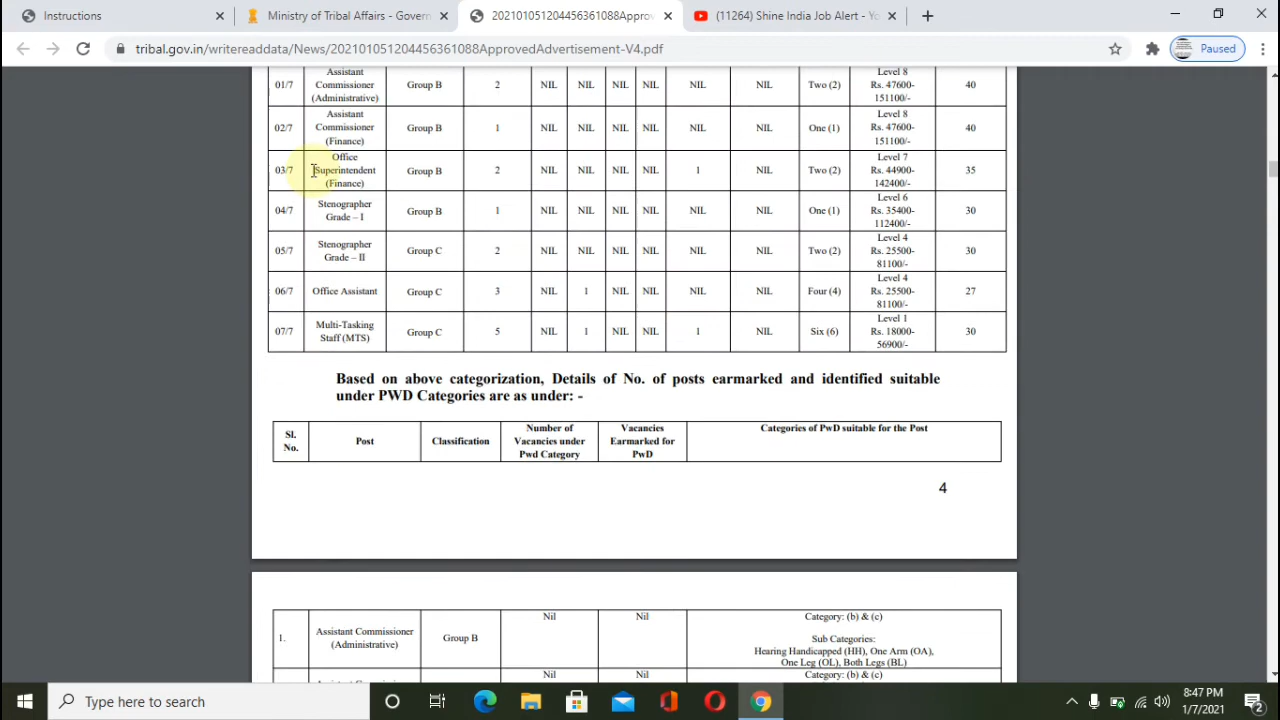 Instructions
Ministry of Tribal Affairs - Govern
202101051204456361088Approv
(11264) Shine India Job Alert - Yo
tribal.gov.in/writereaddata/News/202101051204456361088ApprovedAdvertisement-V4.pdf
Paused
01/7 Assistant Commissioner (Administrative) Group B 2 NIL NIL NIL NIL NIL NIL Two (2) Level 8 Rs. 47600-151100/- 40
02/7 Assistant Commissioner (Finance) Group B 1 NIL NIL NIL NIL NIL NIL One (1) Level 8 Rs. 47600-151100/- 40
03/7 Office Superintendent (Finance) Group B 2 NIL NIL NIL NIL 1 NIL Two (2) Level 7 Rs. 44900-142400/- 35
04/7 Stenographer Grade – I Group B 1 NIL NIL NIL NIL NIL NIL One (1) Level 6 Rs. 35400-112400/- 30
05/7 Stenographer Grade – II Group C 2 NIL NIL NIL NIL NIL NIL Two (2) Level 4 Rs. 25500-81100/- 30
06/7 Office Assistant Group C 3 NIL 1 NIL NIL NIL NIL Four (4) Level 4 Rs. 25500-81100/- 27
07/7 Multi-Tasking Staff (MTS) Group C 5 NIL 1 NIL NIL 1 NIL Six (6) Level 1 Rs. 18000-56900/- 30
Based on above categorization, Details of No. of posts earmarked and identified suitable
under PWD Categories are as under: -
Sl. No. Post Classification Number of Vacancies under Pwd Category Vacancies Earmarked for PwD Categories of PwD suitable for the Post
4
1. Assistant Commissioner (Administrative) Group B Nil Nil Category: (b) & (c)
Sub Categories:
Hearing Handicapped (HH), One Arm (OA),
One Leg (OL), Both Legs (BL)
Nil Nil Category: (b) & (c)
Type here to search
8:47 PM
1/7/2021
2